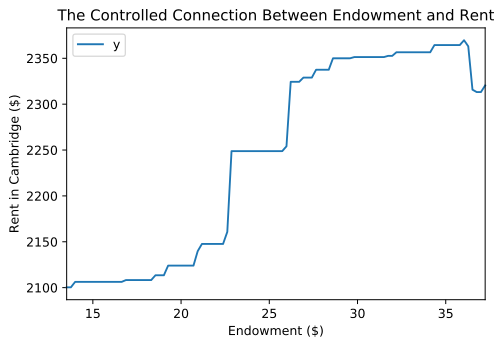 The Controlled Connection Between Endowment and Rent
y
Rent in Cambridge ($)
2350
2300
2250
2200
2150
2100
15 20 25 30 35
Endowment ($)